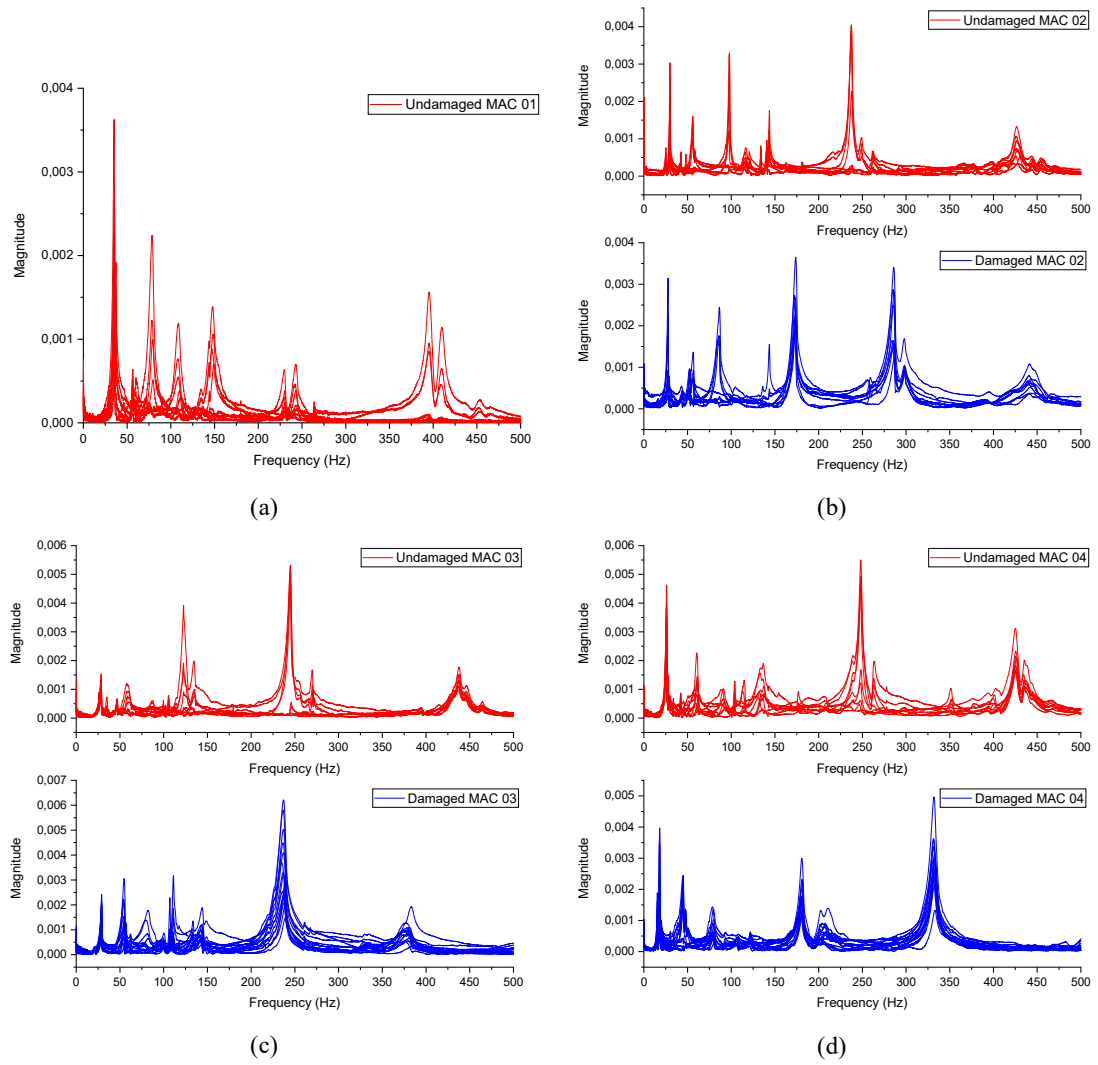 Undamaged MAC 01
Magnitude
0,004
0,003
0,002
0,001
0,000
0 50 100 150 200 250 300 350 400 450 500
Frequency (Hz)
(a)
Undamaged MAC 02
Magnitude
0,004
0,003
0,002
0,001
0,000
0 50 100 150 200 250 300 350 400 450 500
Frequency (Hz)
Damaged MAC 02
Magnitude
0,004
0,003
0,002
0,001
0,000
0 50 100 150 200 250 300 350 400 450 500
Frequency (Hz)
(b)
Undamaged MAC 03
Magnitude
0,006
0,005
0,004
0,003
0,002
0,001
0,000
0 50 100 150 200 250 300 350 400 450 500
Frequency (Hz)
Damaged MAC 03
Magnitude
0,007
0,006
0,005
0,004
0,003
0,002
0,001
0,000
0 50 100 150 200 250 300 350 400 450 500
Frequency (Hz)
(c)
Undamaged MAC 04
Magnitude
0,006
0,005
0,004
0,003
0,002
0,001
0,000
0 50 100 150 200 250 300 350 400 450 500
Frequency (Hz)
Damaged MAC 04
Magnitude
0,005
0,004
0,003
0,002
0,001
0,000
0 50 100 150 200 250 300 350 400 450 500
Frequency (Hz)
(d)